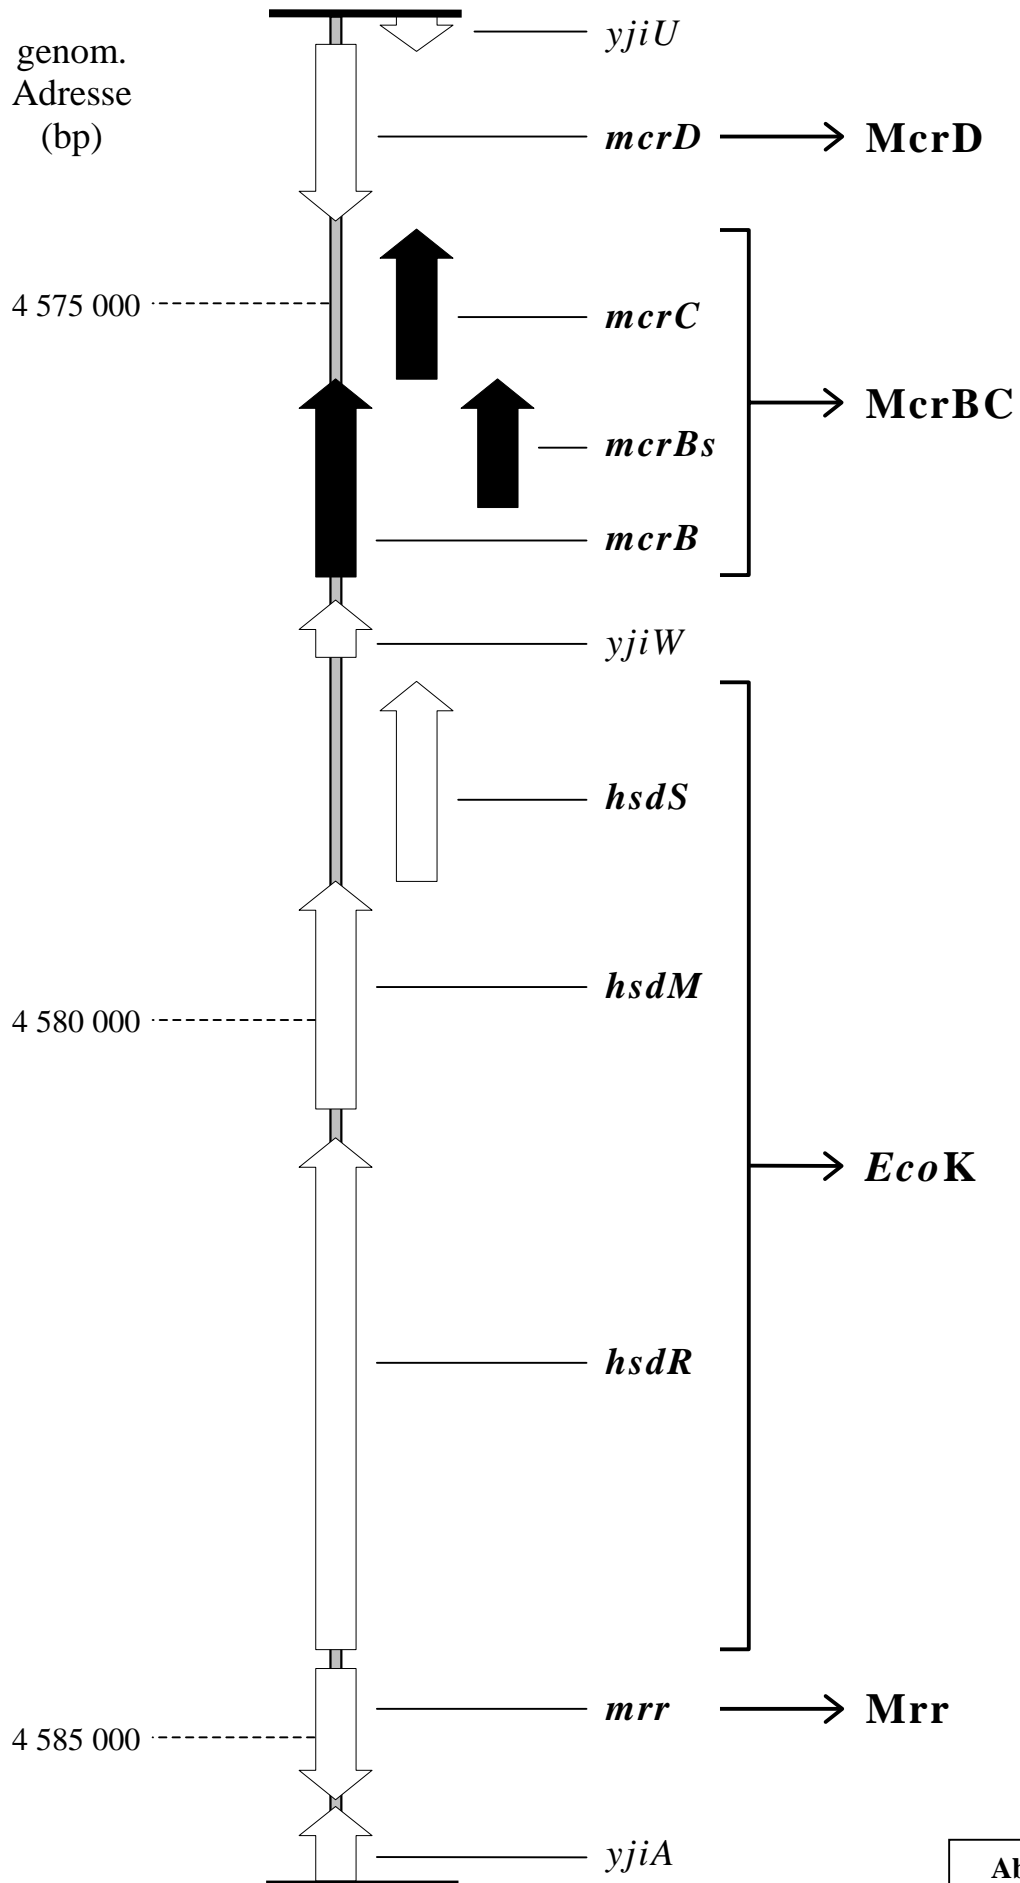 yjiU
genom.
Adresse
(bp)
mcrD McrD
4 575 000
mcrC
McrBC
mcrBs
mcrB
yjiW
hsdS
hsdM
4 580 000
EcoK
hsdR
mrr Mrr
4 585 000
yjiA
Ab